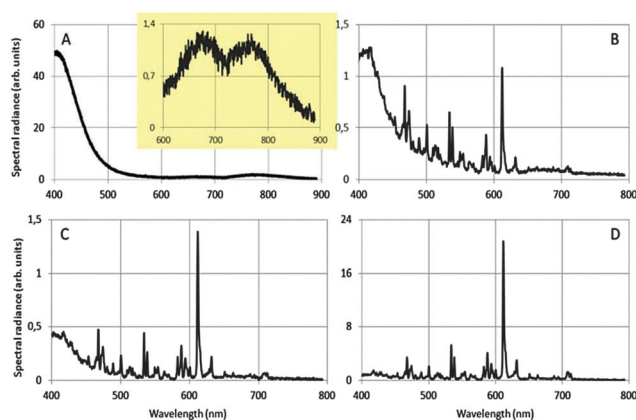 Spectral radiance (arb. units)
60
40
20
0
400 500 600 700 800 900
A
1,4
0,7
0
600 700 800 900
B
1,5
1
0,5
0
400 500 600 700 800
Spectral radiance (arb. units)
C
1,5
1
0,5
0
400 500 600 700 800
Wavelength (nm)
D
24
16
8
0
400 500 600 700 800
Wavelength (nm)